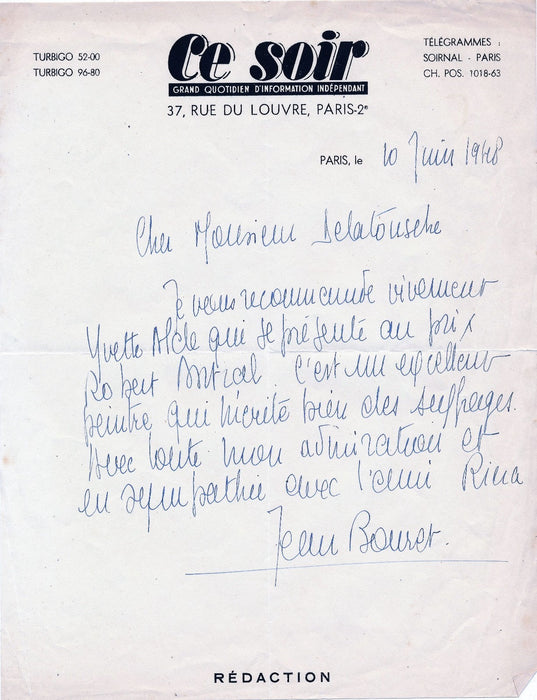 TURBIGO 52-00
TURBIGO 96-80
Ce soir
GRAND QUOTIDIEN D'INFORMATION INDÉPENDANT
37, RUE DU LOUVRE, PARIS-2e
TÉLÉGRAMMES :
SOIRNAL - PARIS
CH. POS. 1018-63
PARIS, le 10 Juin 1948
Cher Monsieur Delatousche
Je vous recommande vivement
Yvette Alde qui se présente au prix
Robert Antral. C'est un excellent
peintre qui mérite bien des suffrages.
Avec toute mon admiration et
en sympathie avec l'ami Rina
Jean Bouret.
RÉDACTION